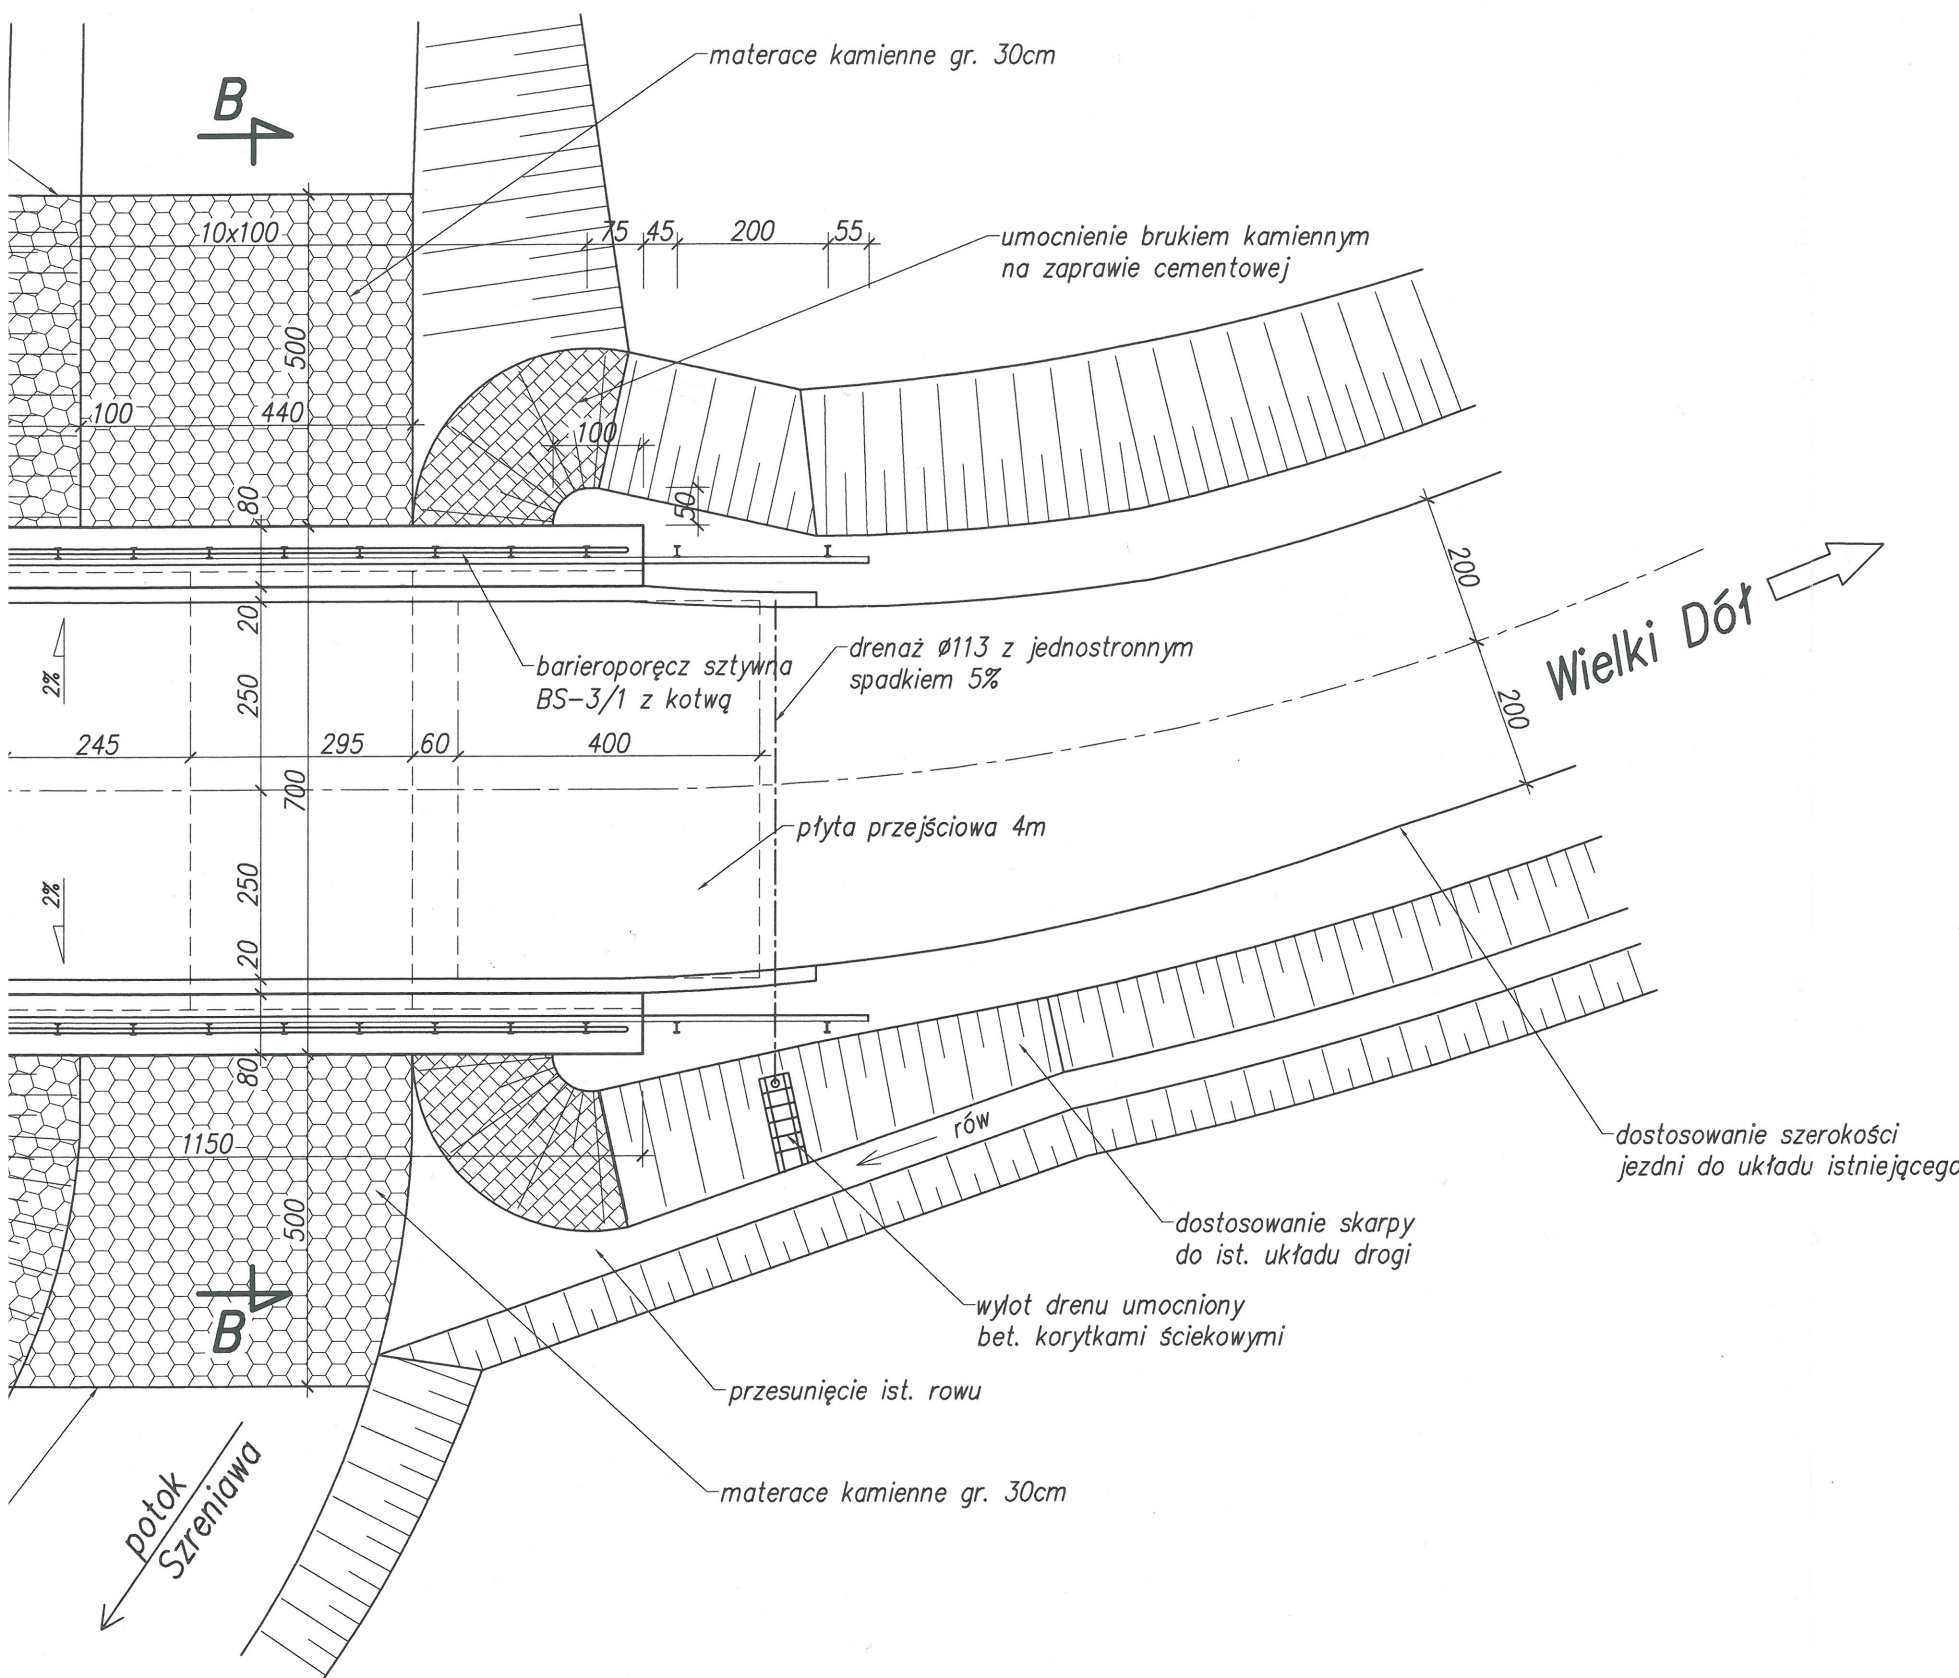 materace kamienne gr. 30cm
B
10x100
75
45
200
55
umocnienie brukiem kamiennym
na zaprawie cementowej
500
100
440
100
80
50
200
Wielki Dół
20
2%
250
barieroporęcz sztywna
BS-3/1 z kotwą
drenaż ø113 z jednostronnym
spadkiem 5%
200
245
295
60
400
700
płyta przejściowa 4m
2%
250
20
80
1150
rów
dostosowanie szerokości
jezdni do układu istniejącego
500
dostosowanie skarpy
do ist. układu drogi
B
wylot drenu umocniony
bet. korytkami ściekowymi
przesunięcie ist. rowu
materace kamienne gr. 30cm
potok
Szreniawa